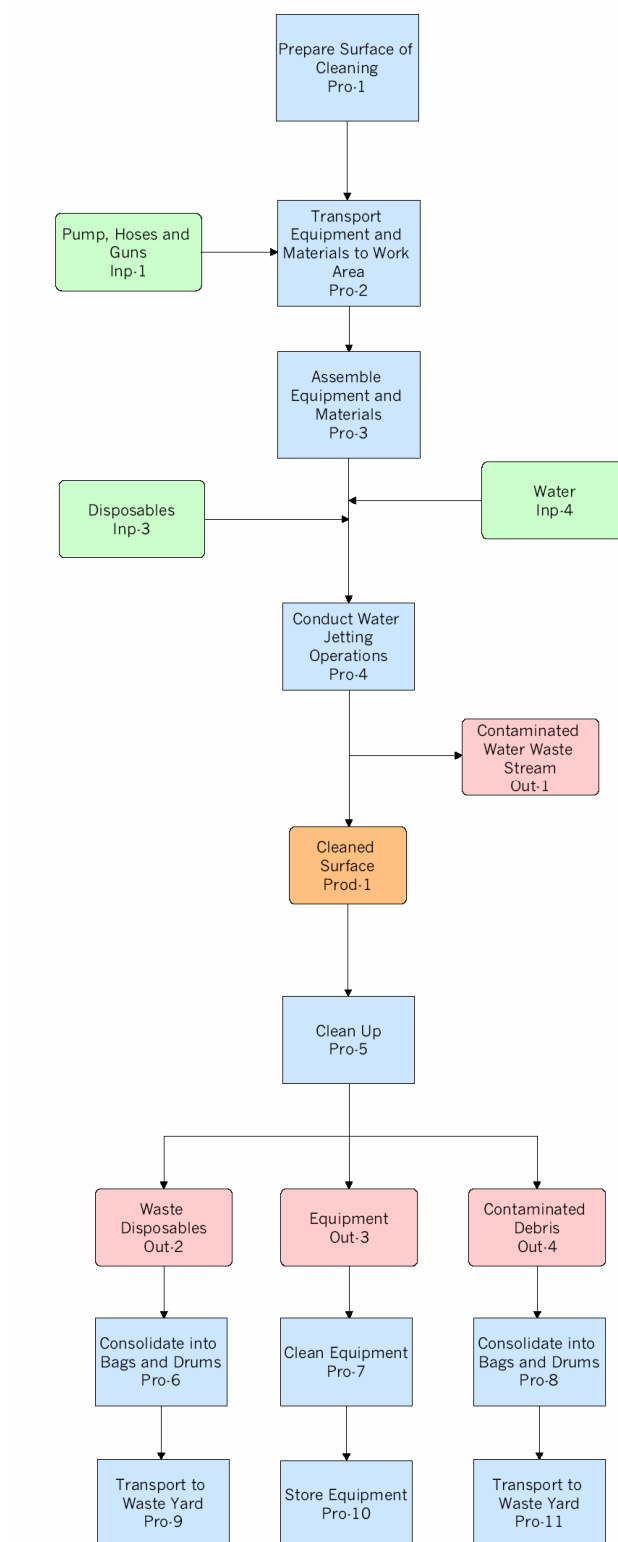 Prepare Surface of
Cleaning
Pro-1
Transport
Equipment and
Materials to Work
Area
Pro-2
Pump, Hoses and
Guns
Inp-1
Assemble
Equipment and
Materials
Pro-3
Water
Inp-4
Disposables
Inp-3
Conduct Water
Jetting
Operations
Pro-4
Contaminated
Water Waste
Stream
Out-1
Cleaned
Surface
Prod-1
Clean Up
Pro-5
Waste
Disposables
Out-2
Equipment
Out-3
Contaminated
Debris
Out-4
Consolidate into
Bags and Drums
Pro-6
Clean Equipment
Pro-7
Consolidate into
Bags and Drums
Pro-8
Transport to
Waste Yard
Pro-9
Store Equipment
Pro-10
Transport to
Waste Yard
Pro-11